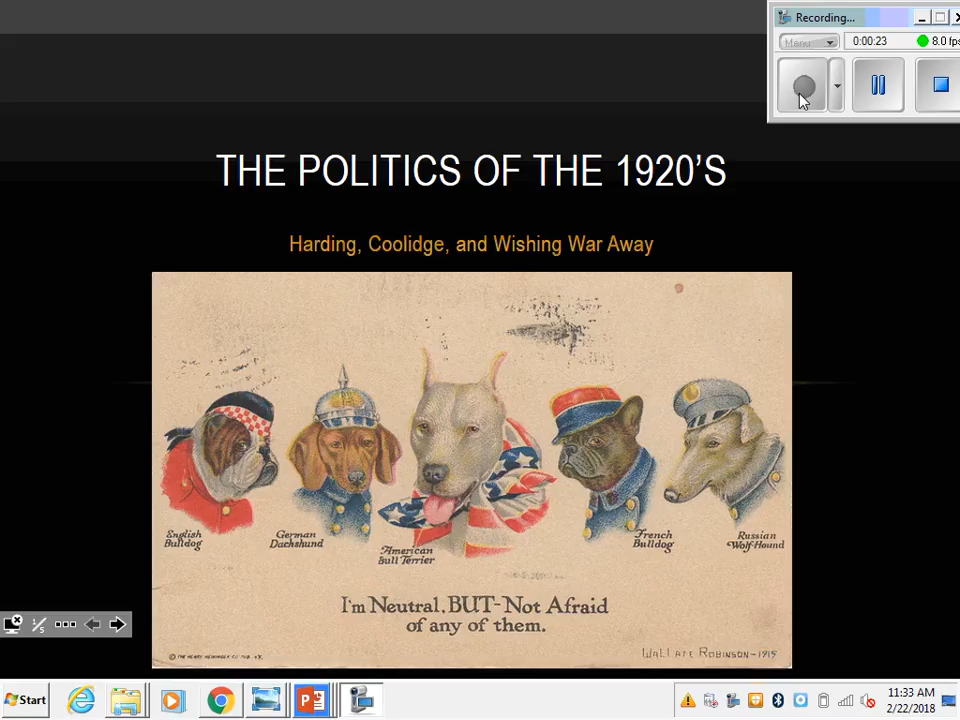 Recording...
Menu
0:00:23
8.0 fps
THE POLITICS OF THE 1920'S
Harding, Coolidge, and Wishing War Away
English
Bulldog
German
Dachshund
American
Bull Terrier
French
Bulldog
Russian
Wolf-Hound
I'm Neutral, BUT-Not Afraid
of any of them.
WALLACE ROBINSON-1915
Start
11:33 AM
2/22/2018